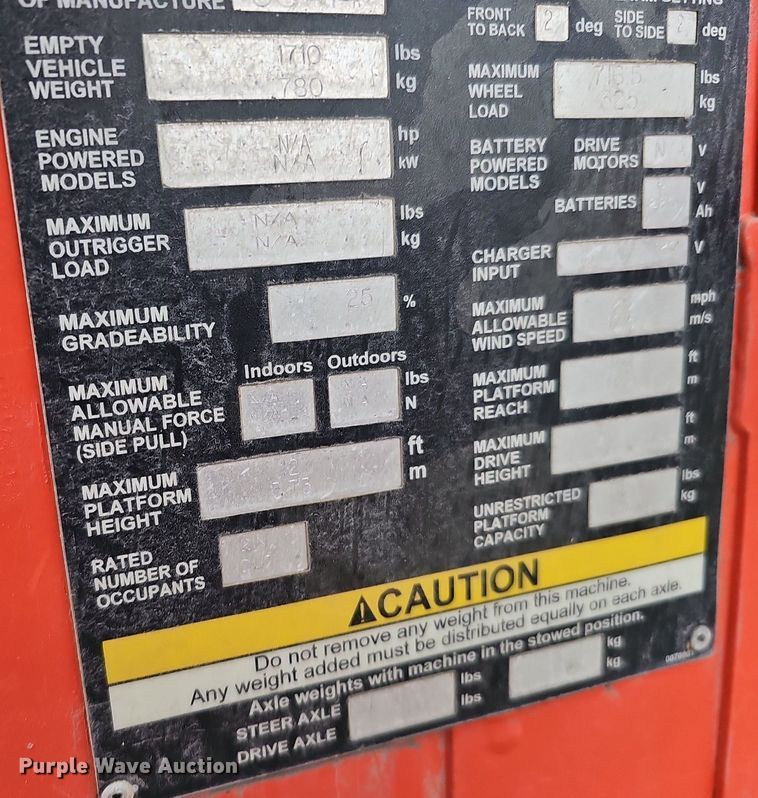 OF MANUFACTURE
EMPTY
VEHICLE
WEIGHT
1710 lbs
780 kg
ENGINE
POWERED
MODELS
N/A hp
N/A kW
MAXIMUM
OUTRIGGER
LOAD
N/A lbs
N/A kg
MAXIMUM
GRADEABILITY
25 %
Indoors Outdoors
MAXIMUM
ALLOWABLE
MANUAL FORCE
(SIDE PULL)
lbs
N
MAXIMUM
PLATFORM
HEIGHT
ft
m
RATED
NUMBER OF
OCCUPANTS
FRONT
TO BACK 2 deg
SIDE
TO SIDE 2 deg
MAXIMUM
WHEEL
LOAD
lbs
kg
BATTERY
POWERED
MODELS
DRIVE
MOTORS
V
BATTERIES
V
Ah
CHARGER
INPUT
V
MAXIMUM
ALLOWABLE
WIND SPEED
mph
m/s
MAXIMUM
PLATFORM
REACH
ft
m
MAXIMUM
DRIVE
HEIGHT
ft
m
UNRESTRICTED
PLATFORM
CAPACITY
lbs
kg
CAUTION
Do not remove any weight from this machine.
Any weight added must be distributed equally on each axle.
Axle weights with machine in the stowed position.
STEER AXLE lbs kg
DRIVE AXLE lbs kg
Purple Wave Auction